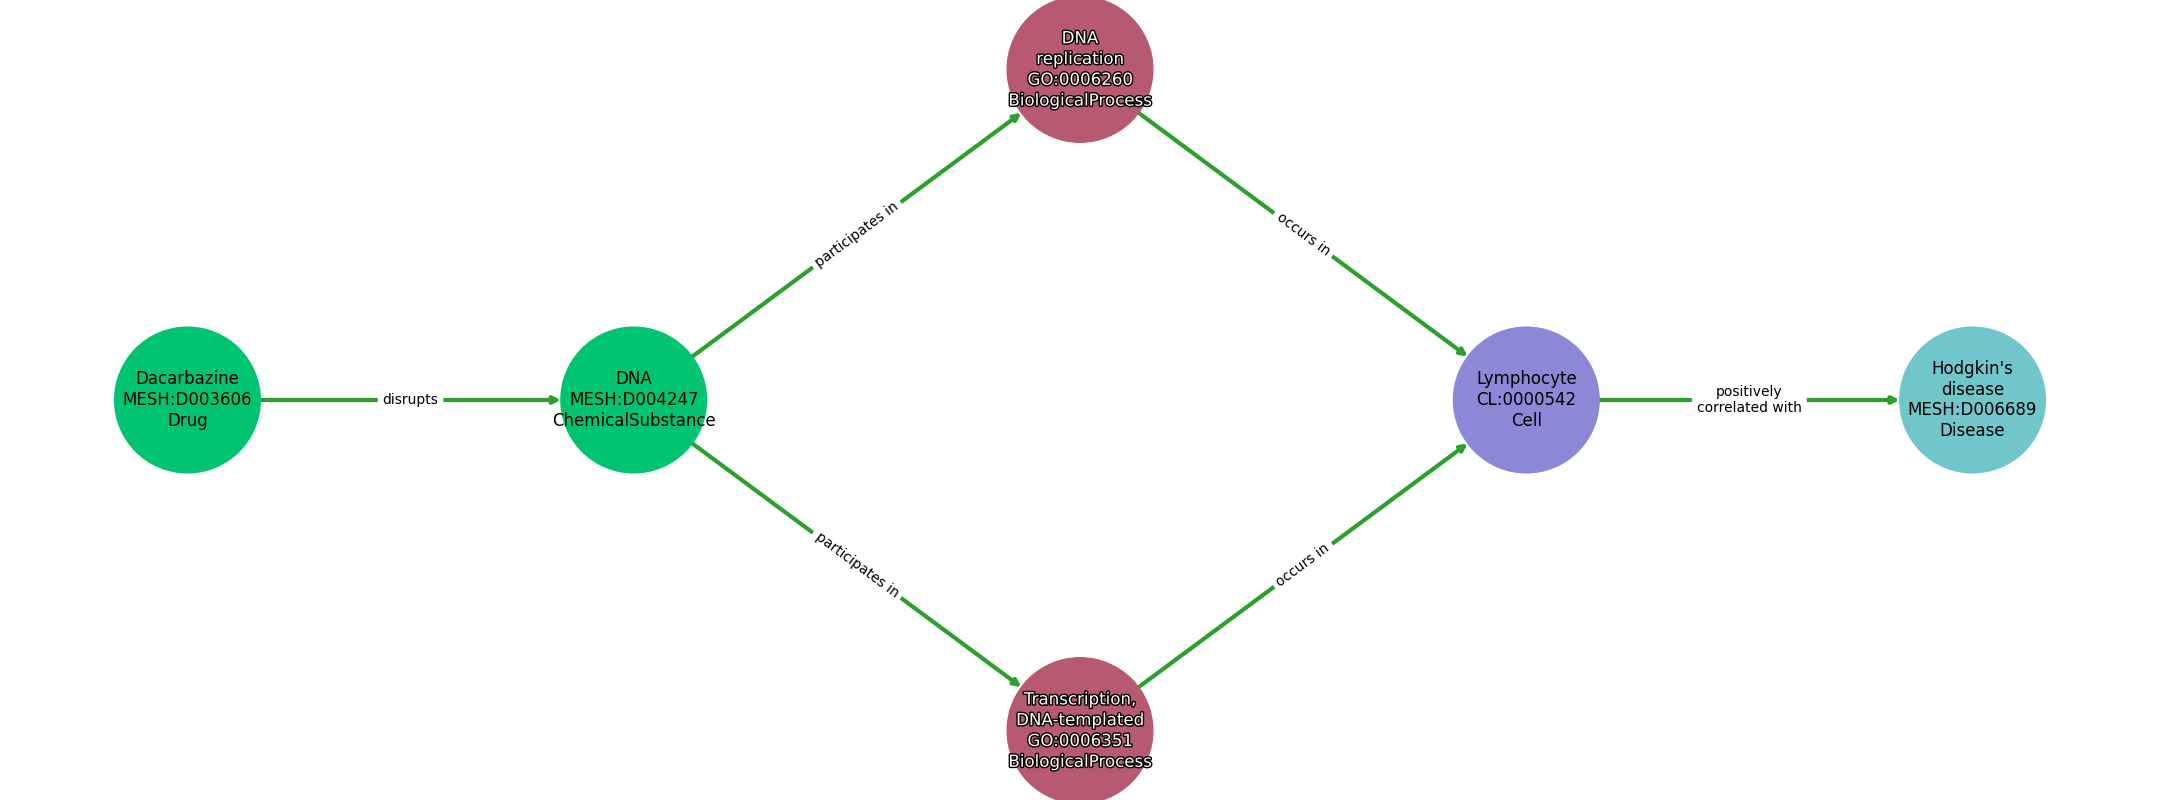 DNA
replication
GO:0006260
BiologicalProcess
participates in
occurs in
Dacarbazine
MESH:D003606
Drug
disrupts
DNA
MESH:D004247
ChemicalSubstance
Lymphocyte
CL:0000542
Cell
positively
correlated with
Hodgkin's
disease
MESH:D006689
Disease
participates in
occurs in
Transcription,
DNA-templated
GO:0006351
BiologicalProcess